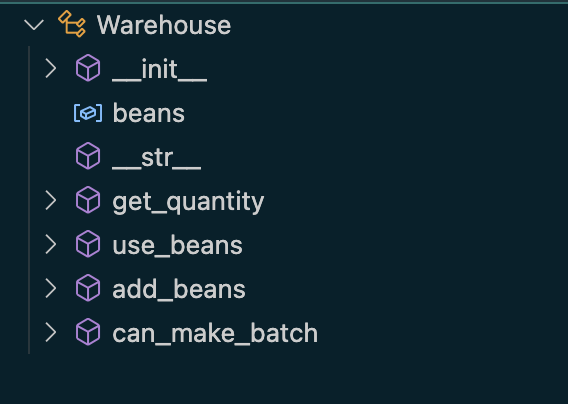 Warehouse
__init__
beans
__str__
get_quantity
use_beans
add_beans
can_make_batch